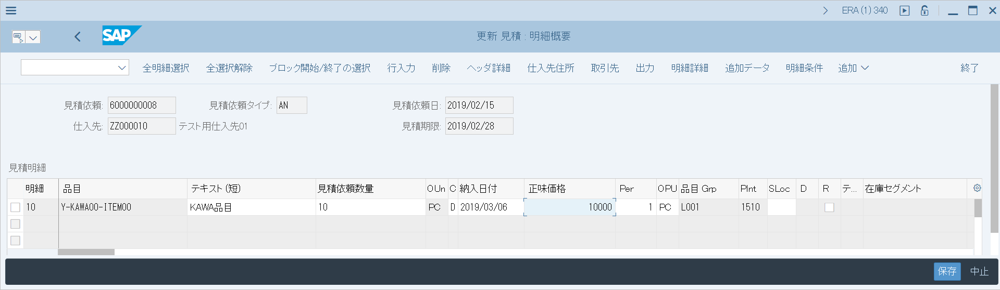 ERA (1) 340
SAP
更新 見積 : 明細概要
全明細選択 全選択解除 ブロック開始/終了の選択 行入力 削除 ヘッダ詳細 仕入先住所 取引先 出力 明細詳細 追加データ 明細条件 追加 終了
見積依頼: 6000000008 見積依頼タイプ: AN 見積依頼日: 2019/02/15
仕入先: ZZ000010 テスト用仕入先01 見積期限: 2019/02/28
見積明細
明細 品目 テキスト (短) 見積依頼数量 OUn C 納入日付 正味価格 Per OPU 品目 Grp Plnt SLoc D R テ... 在庫セグメント
10 Y-KAWA00-ITEM00 KAWA品目 10 PC D 2019/03/06 10000 1 PC L001 1510
保存 中止